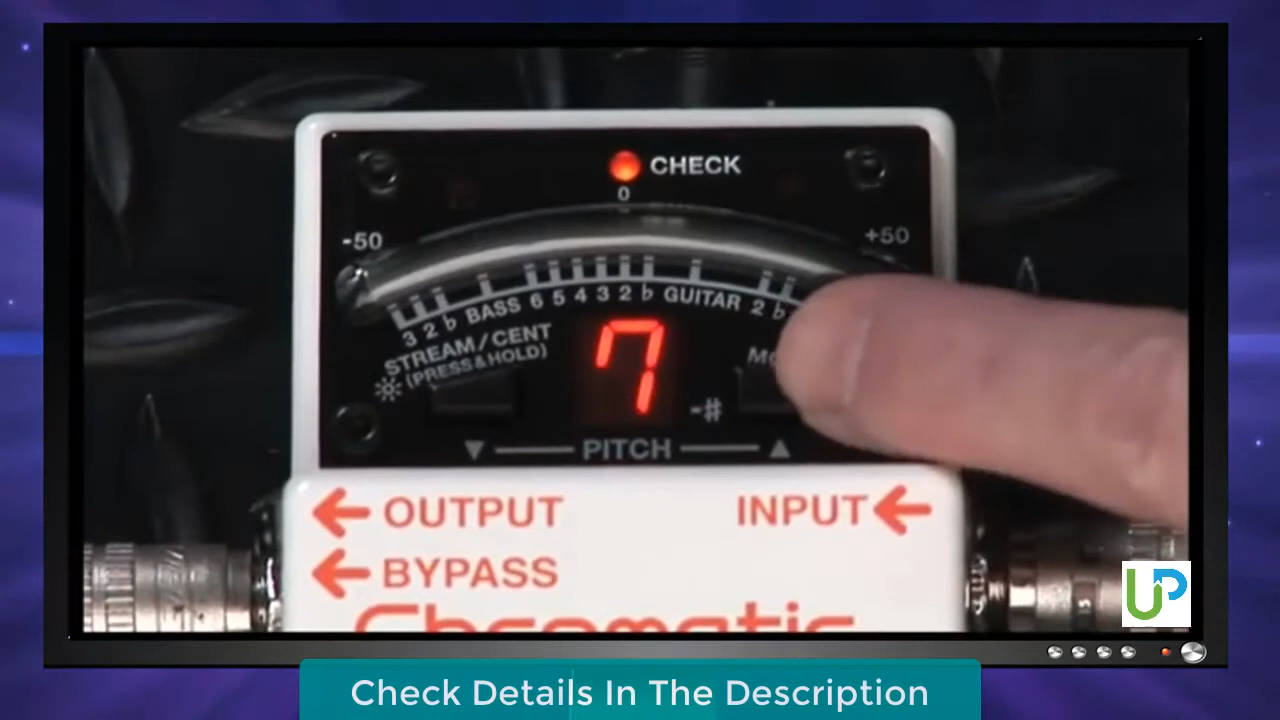 CHECK
0
-50
+50
3 2 ♭ BASS 6 5 4 3 2 ♭ GUITAR 2 ♭
STREAM/CENT
(PRESS&HOLD)
7
-#
▼ PITCH ▲
← OUTPUT
INPUT ←
← BYPASS
Chromatic
UP
Check Details In The Description